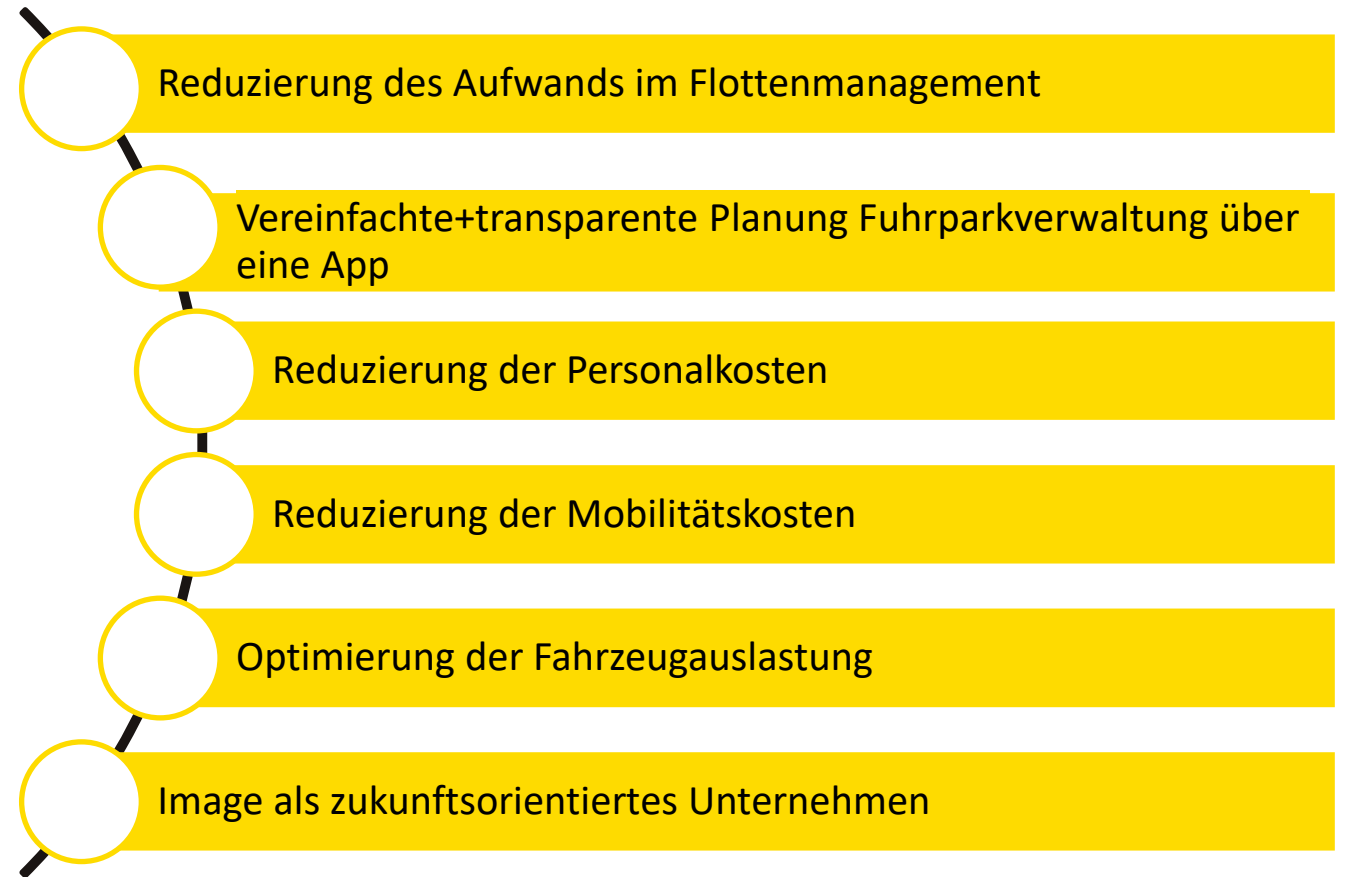 Reduzierung des Aufwands im Flottenmanagement
Vereinfachte+transparente Planung Fuhrparkverwaltung über
eine App
Reduzierung der Personalkosten
Reduzierung der Mobilitätskosten
Optimierung der Fahrzeugauslastung
Image als zukunftsorientiertes Unternehmen